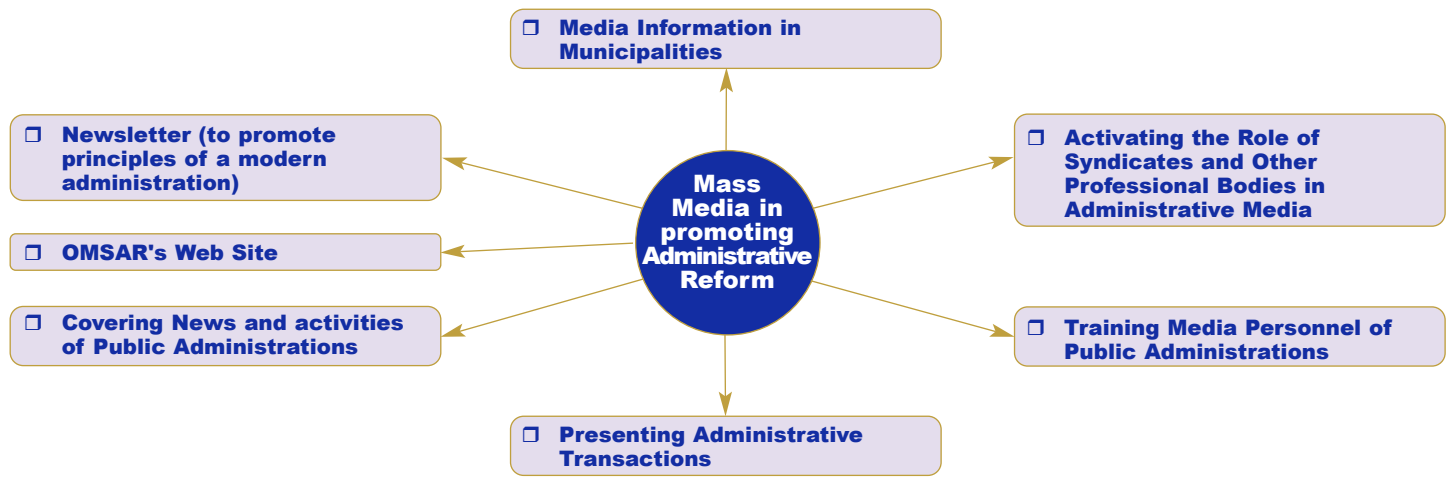 ❒ Media Information in
Municipalities
❒ Newsletter (to promote
principles of a modern
administration)
❒ Activating the Role of
Syndicates and Other
Professional Bodies in
Administrative Media
Mass
Media in
promoting
Administrative
Reform
❒ OMSAR's Web Site
❒ Covering News and activities
of Public Administrations
❒ Training Media Personnel of
Public Administrations
❒ Presenting Administrative
Transactions